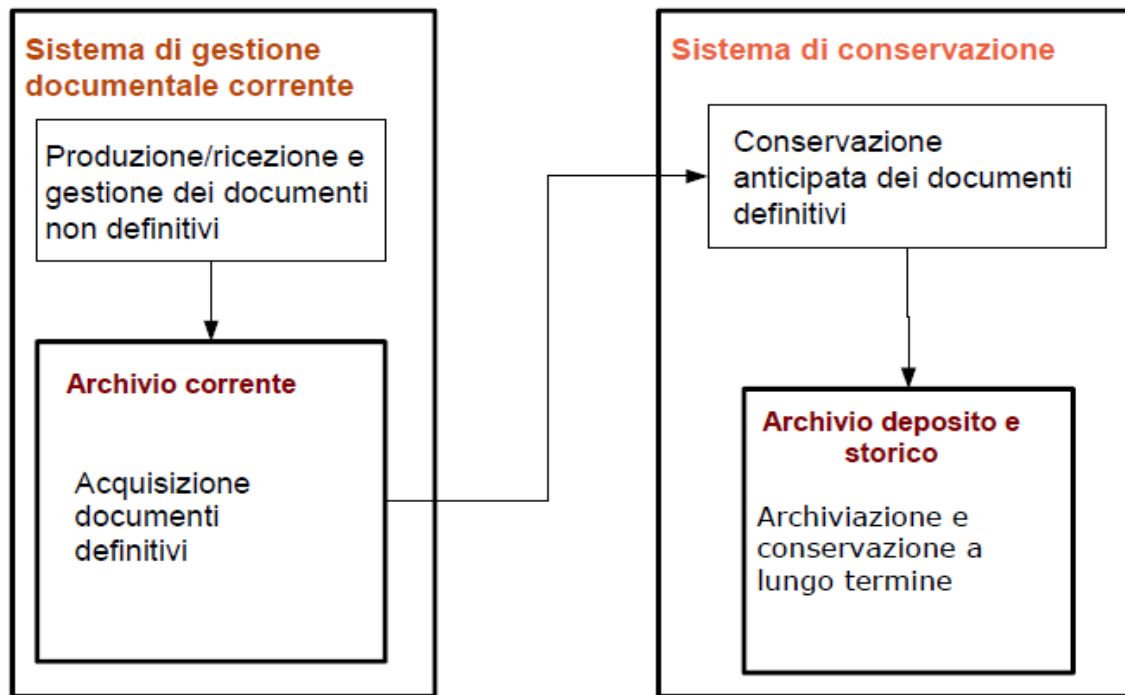 Sistema di gestione
documentale corrente
Produzione/ricezione e
gestione dei documenti
non definitivi
Archivio corrente
Acquisizione
documenti
definitivi
Sistema di conservazione
Conservazione
anticipata dei documenti
definitivi
Archivio deposito e
storico
Archiviazione e
conservazione a
lungo termine